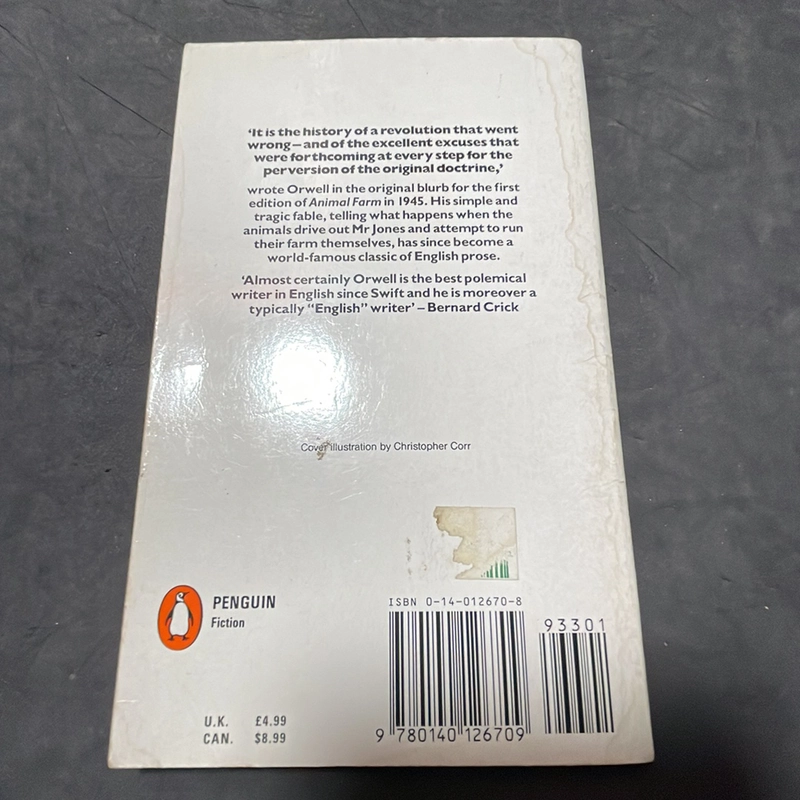 ‘It is the history of a revolution that went
wrong – and of the excellent excuses that
were forthcoming at every step for the
perversion of the original doctrine,’
wrote Orwell in the original blurb for the first
edition of Animal Farm in 1945. His simple and
tragic fable, telling what happens when the
animals drive out Mr Jones and attempt to run
their farm themselves, has since become a
world-famous classic of English prose.
‘Almost certainly Orwell is the best polemical
writer in English since Swift and he is moreover a
typically “English” writer’ – Bernard Crick
Cover illustration by Christopher Corr
PENGUIN
Fiction
U.K. £4.99
CAN. $8.99
ISBN 0-14-012670-8
93301
9 780140 126709